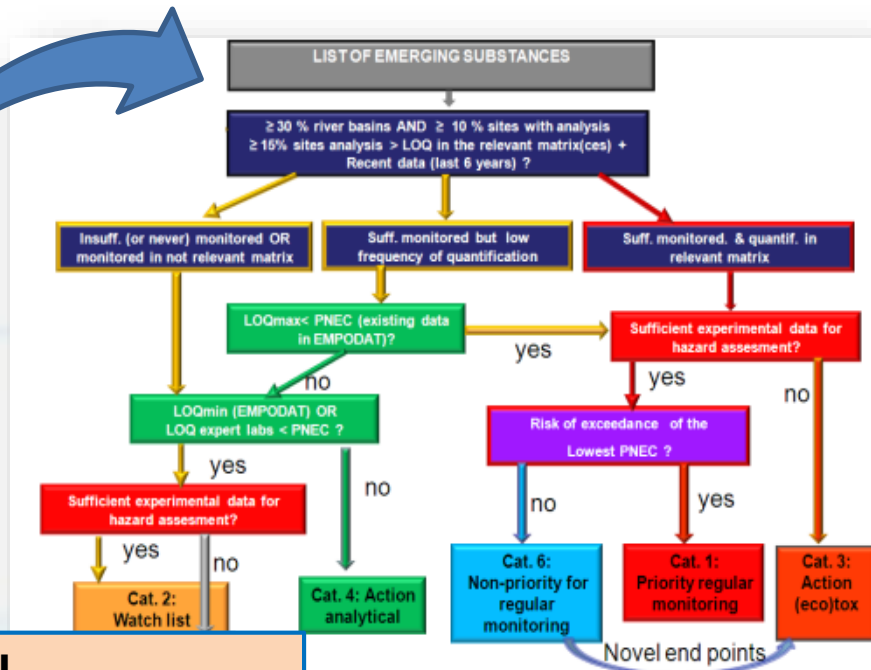 LIST OF EMERGING SUBSTANCES
≥ 30 % river basins AND ≥ 10 % sites with analysis
≥ 15% sites analysis > LOQ in the relevant matrix(ces) +
Recent data (last 6 years) ?
Insuff. (or never) monitored OR
monitored in not relevant matrix
Suff. monitored but low
frequency of quantification
Suff. monitored. & quantif. in
relevant matrix
LOQmax< PNEC (existing data
in EMPODAT)?
yes
Sufficient experimental data for
hazard assesment?
no
yes
no
LOQmin (EMPODAT) OR
LOQ expert labs < PNEC ?
Risk of exceedance of the
Lowest PNEC ?
yes
no
no
yes
Sufficient experimental data for
hazard assesment?
yes
no
Cat. 2:
Watch list
Cat. 4: Action
analytical
Cat. 6:
Non-priority for
regular
monitoring
Cat. 1:
Priority regular
monitoring
Cat. 3:
Action
(eco)tox
Novel end points